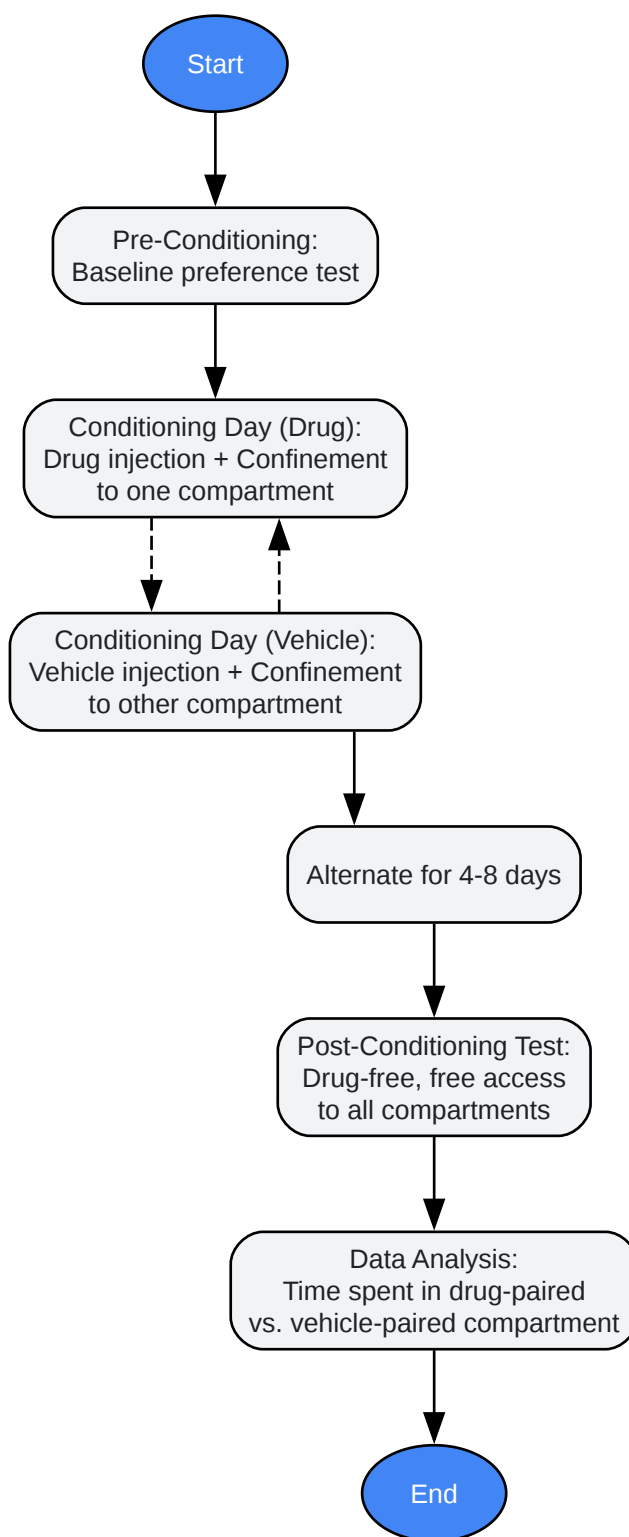 Start
Pre-Conditioning:
Baseline preference test
Conditioning Day (Drug):
Drug injection + Confinement
to one compartment
Conditioning Day (Vehicle):
Vehicle injection + Confinement
to other compartment
Alternate for 4-8 days
Post-Conditioning Test:
Drug-free, free access
to all compartments
Data Analysis:
Time spent in drug-paired
vs. vehicle-paired compartment
End